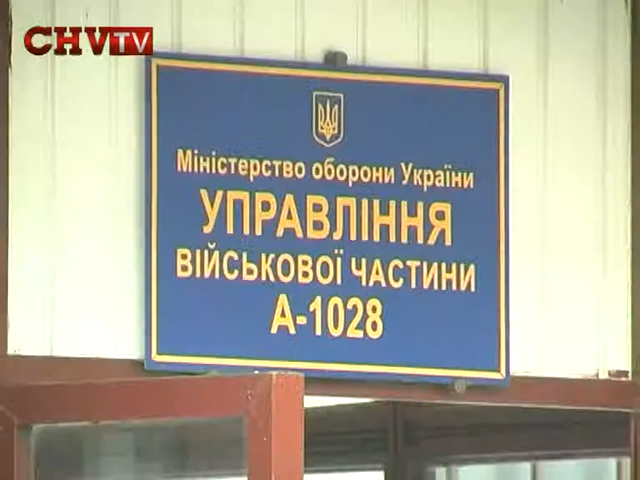 CHVTV
Міністерство оборони України
УПРАВЛІННЯ
ВІЙСЬКОВОЇ ЧАСТИНИ
А-1028